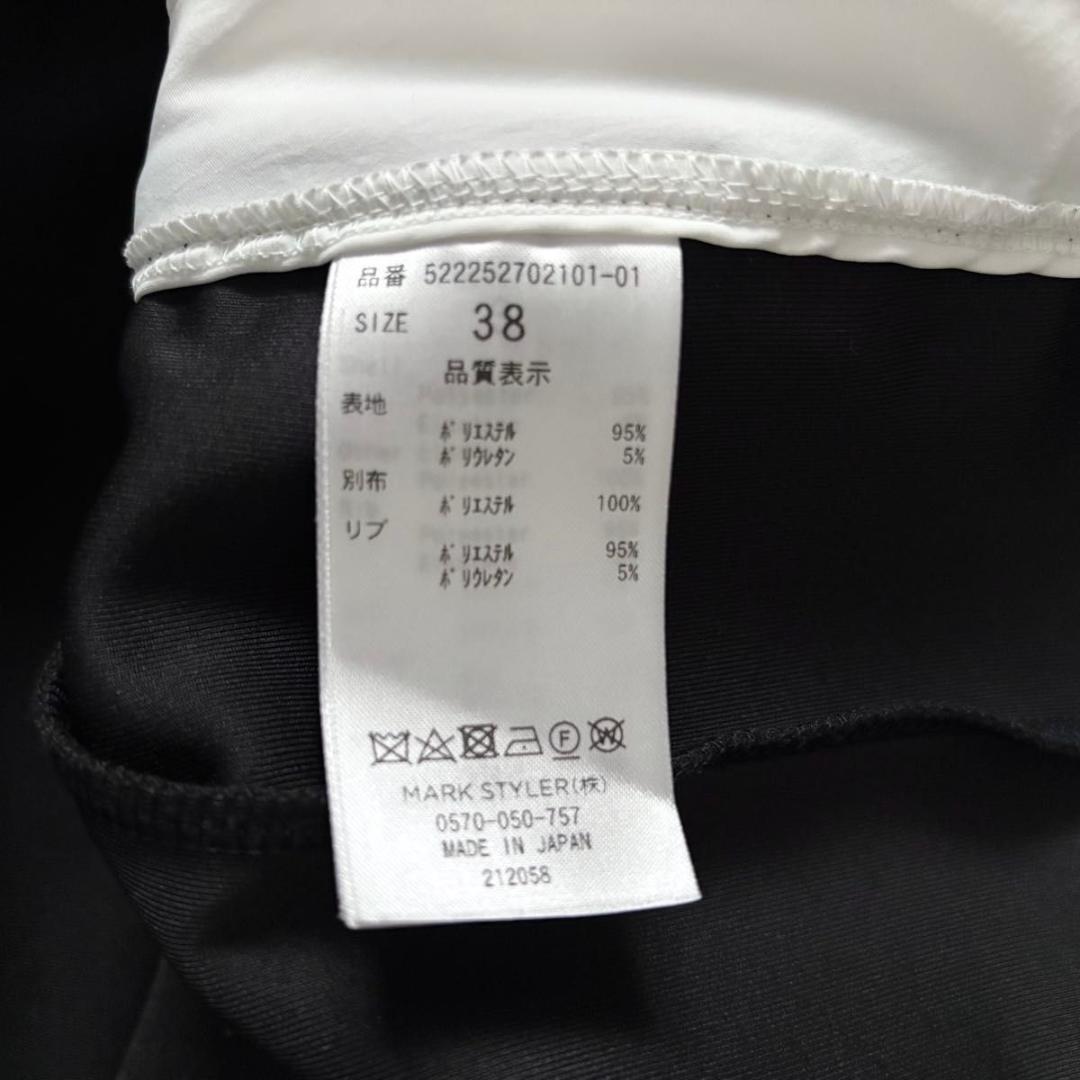 品番 522252702101-01
SIZE 38
品質表示
表地
ﾎﾟﾘｴｽﾃﾙ 95%
ﾎﾟﾘｳﾚﾀﾝ 5%
別布
ﾎﾟﾘｴｽﾃﾙ 100%
リブ
ﾎﾟﾘｴｽﾃﾙ 95%
ﾎﾟﾘｳﾚﾀﾝ 5%
F W
MARK STYLER(株)
0570-050-757
MADE IN JAPAN
212058